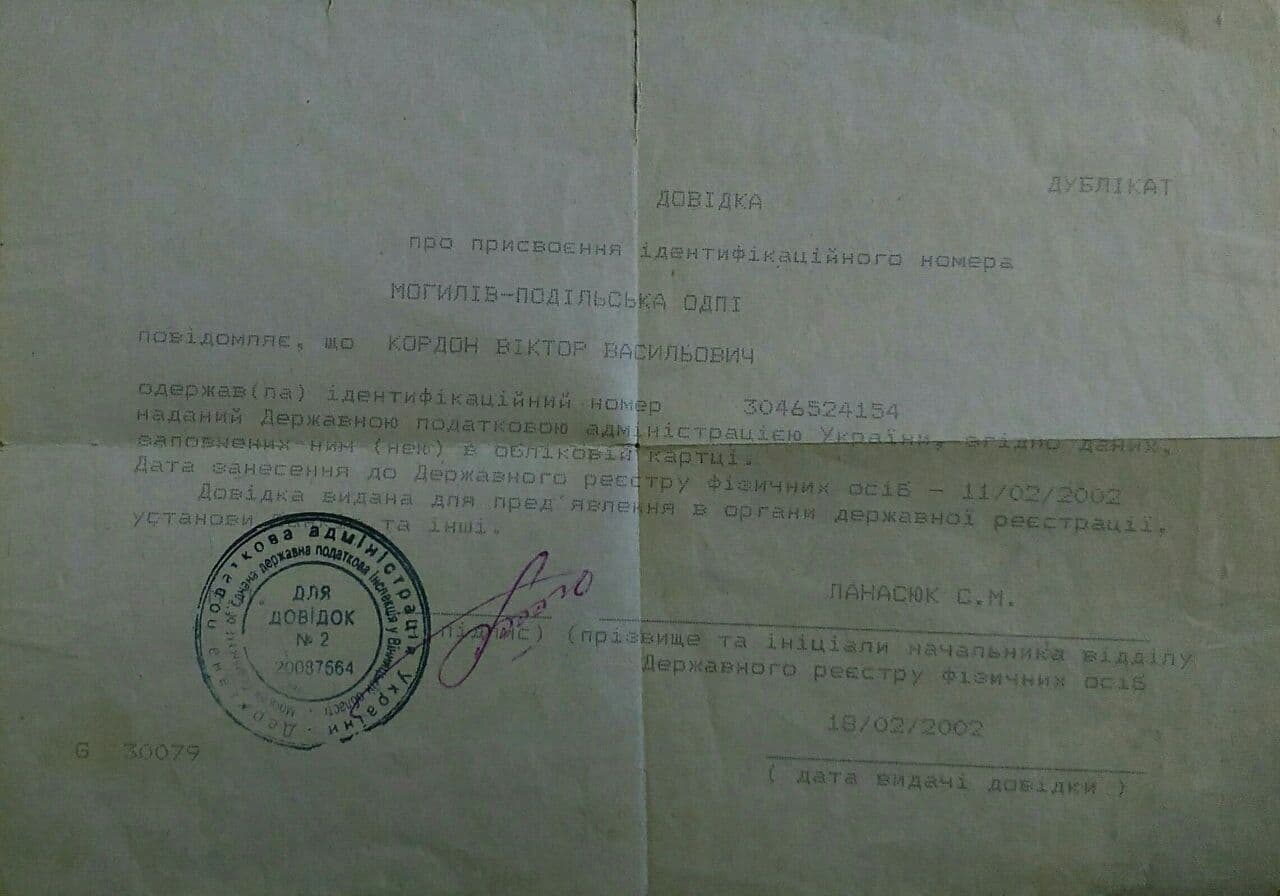 ДУБЛІКАТ
ДОВІДКА
про присвоєння ідентифікаційного номера
МОГИЛІВ-ПОДІЛЬСЬКА ОДПІ
повідомляє, що КОРДОН ВІКТОР ВАСИЛЬОВИЧ
одержав(ла) ідентифікаційний номер 3046524154
наданий Державною податковою адміністрацією України, згідно даних,
заповнених ним (нею) в обліковій картці.
Дата занесення до Державного реєстру фізичних осіб - 11/02/2002
Довідка видана для пред'явлення в органи державної реєстрації,
установи та інші.
ПАНАСЮК С.М.
підпис) (прізвище та ініціали начальника відділу
Державного реєстру фізичних осіб
18/02/2002
( дата видачі довідки )
G 30079
Державна податкова адміністрація України
єднана державна податкова інспекція у Вінницькій області
ДЛЯ
ДОВІДОК
№ 2
20087664